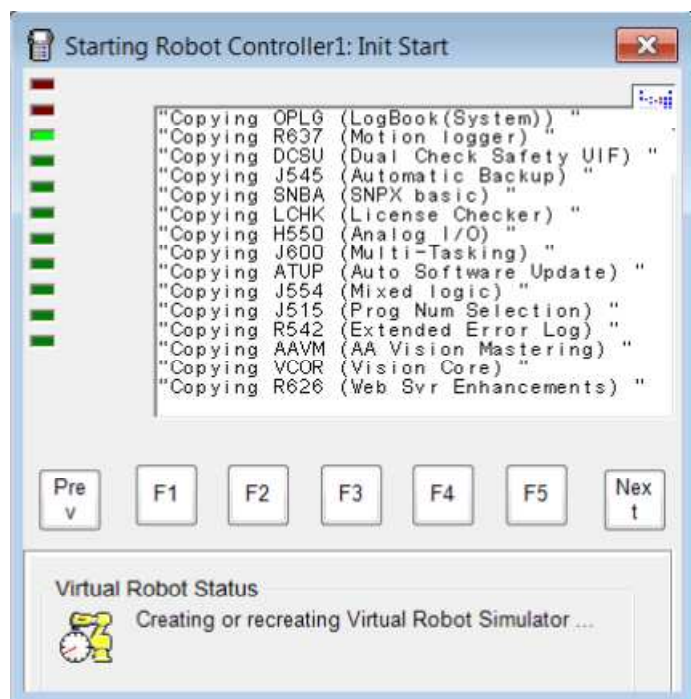 Starting Robot Controller1: Init Start
"Copying OPLG (LogBook(System)) "
"Copying R637 (Motion logger) "
"Copying DCSU (Dual Check Safety UIF) "
"Copying J545 (Automatic Backup) "
"Copying SNBA (SNPX basic) "
"Copying LCHK (License Checker) "
"Copying H550 (Analog I/O) "
"Copying J600 (Multi-Tasking) "
"Copying ATUP (Auto Software Update) "
"Copying J554 (Mixed logic) "
"Copying J515 (Prog Num Selection) "
"Copying R542 (Extended Error Log) "
"Copying AAVM (AA Vision Mastering) "
"Copying VCOR (Vision Core) "
"Copying R626 (Web Svr Enhancements) "
Pre
v
F1 F2 F3 F4 F5
Nex
t
Virtual Robot Status
Creating or recreating Virtual Robot Simulator ...